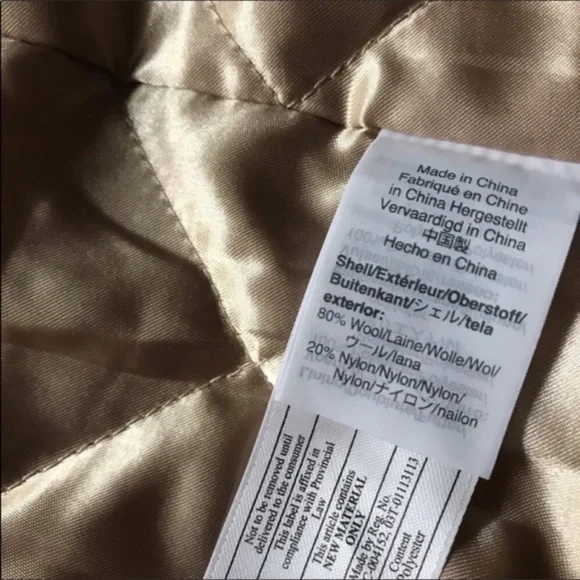 Made in China
Fabriqué en Chine
in China Hergestellt
Vervaardigd in China
中国製
Hecho en China
Shell/Extérieur/Oberstoff/
Buitenkant/シェル/tela
exterior:
80% Wool/Laine/Wolle/Wol/
ウール/lana
20% Nylon/Nylon/Nylon/
Nylon/ナイロン/nailon
Not to be removed until
delivered to the consumer
This label is affixed in
compliance with Provincial
Law
This article contains
NEW MATERIAL
ONLY
Made by Reg. No.
C-004152 03T-01113113
Content